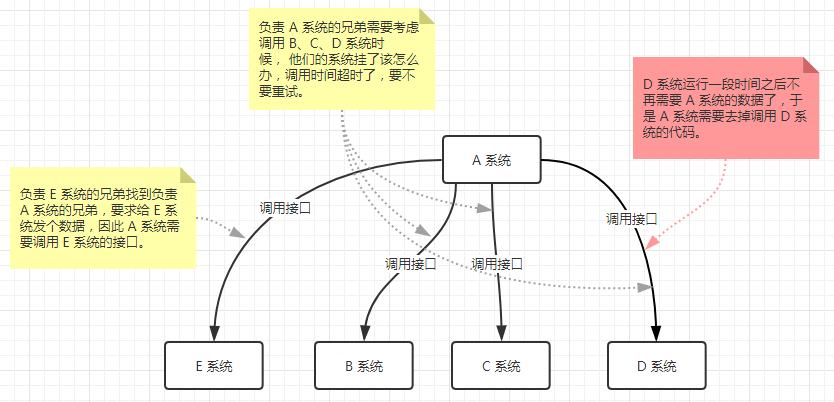 负责 A 系统的兄弟需要考虑
调用 B、C、D 系统时
候， 他们的系统挂了该怎么
办，调用时间超时了，要不
要重试。
D 系统运行一段时间之后不
再需要 A 系统的数据了，于
是 A 系统需要去掉调用 D 系
统的代码。
A 系统
负责 E 系统的兄弟找到负责
A 系统的兄弟，要求给 E 系
统发个数据，因此 A 系统需
要调用 E 系统的接口。
调用接口
调用接口
调用接口
调用接口
E 系统
B 系统
C 系统
D 系统